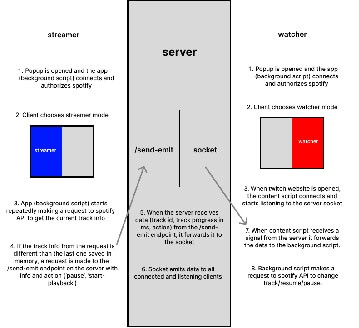 streamer
1. Popup is opened and the app
(background script) connects and
authorizes spotify
2. Client chooses streamer mode
streamer
3. App (background script) starts
repeatedly making a request to spotify
API to get the current track info
4. If the track info from the request is
different than the last one saved in
memory, a request is made to the
/send-emit endpoint on the server with
info and action ('pause', 'start-
playback')
server
/send-emit
socket
5. When the server receives
data (track id, track progress in
ms, action) from the /send-
emit endpoint, it forwards it to
the socket
6. Socket emits data to all
connected and listening clients.
watcher
1. Popup is opened and the app
(background script) connects
and authorizes spotify
2. Client chooses watcher mode
watcher
3. When twitch website is opened,
the content script connects and
starts listening to the server socket
7. When content script receives a
signal from the server it forwards
the data to the background script.
8. Background script makes a
request to spotify API to change
track/resume/pause.